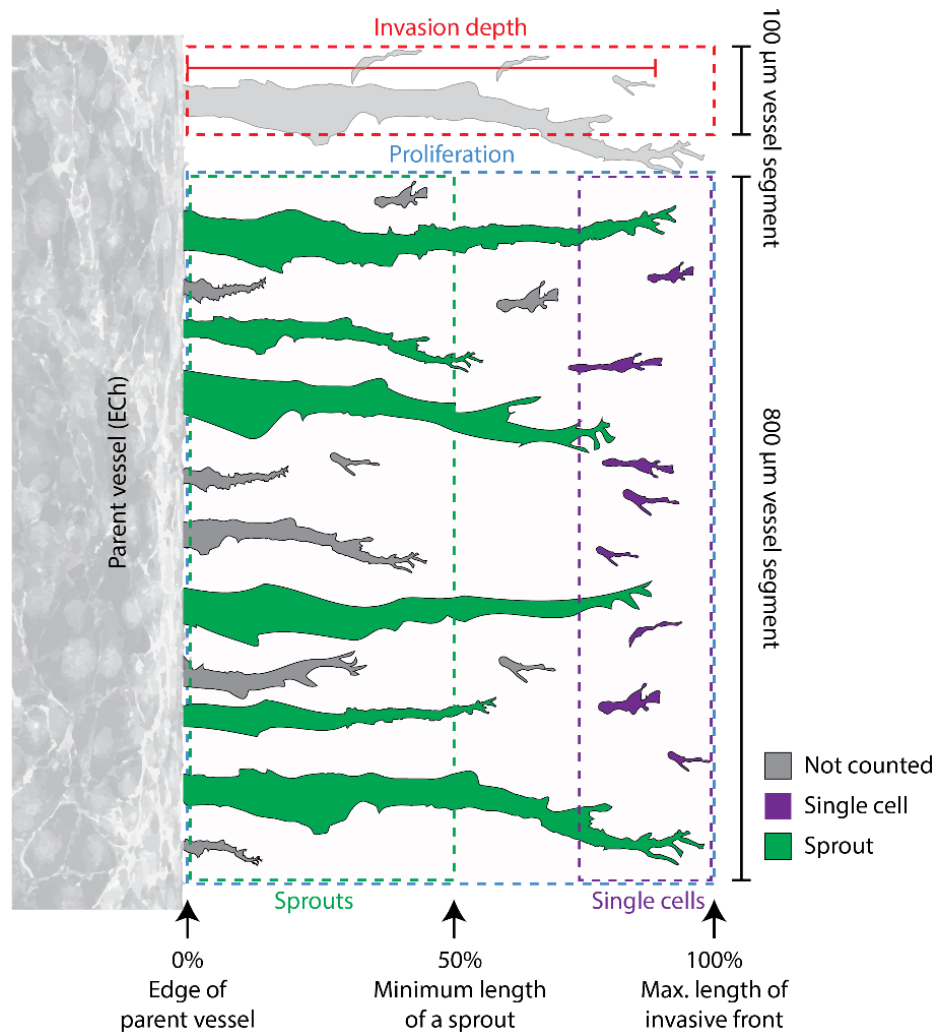 Invasion depth
100 µm vessel segment
Proliferation
Parent vessel (ECh)
800 µm vessel segment
Not counted
Single cell
Sprout
Sprouts
Single cells
0%
Edge of
parent vessel
50%
Minimum length
of a sprout
100%
Max. length of
invasive front